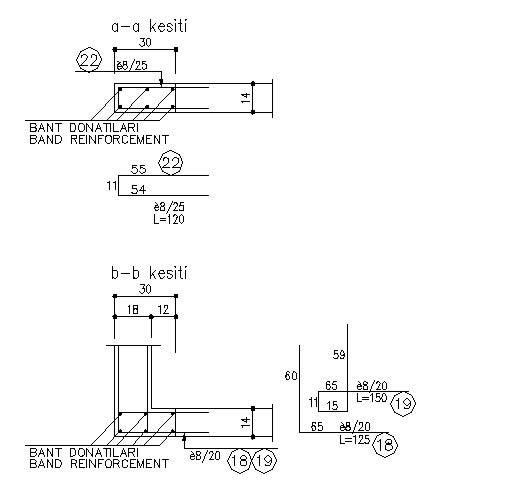 a-a kesiti
30
22
è8/25
14
BANT DONATILARI
BAND REINFORCEMENT
55
22
11
54
è8/25
L=120
b-b kesiti
30
18
12
59
60
65
è8/20
L=150
19
11
15
65
è8/20
L=125
18
14
BANT DONATILARI
BAND REINFORCEMENT
è8/20
18
19